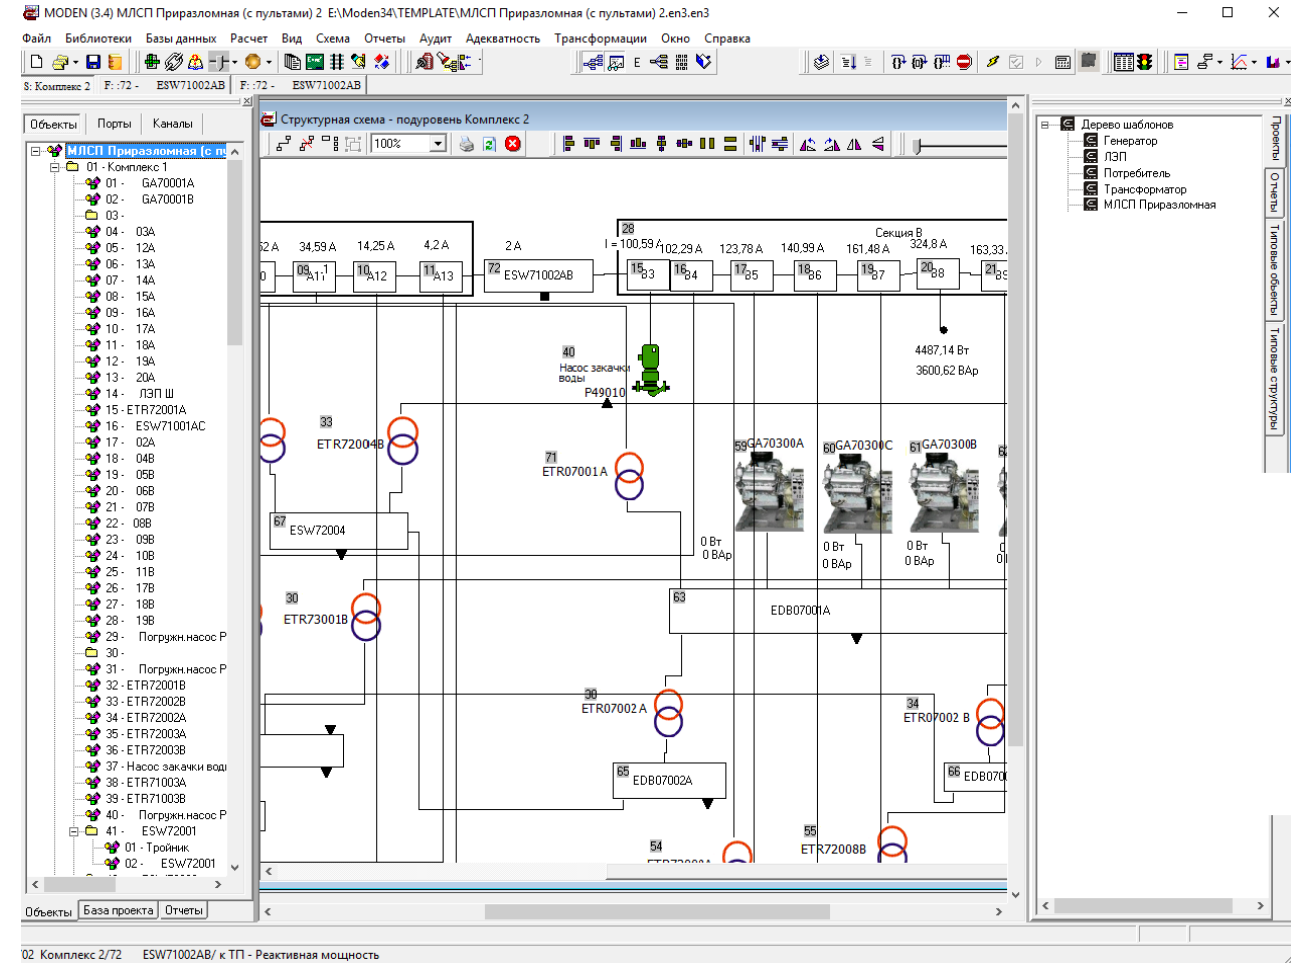 MODEN (3.4) МЛСП Приразломная (с пультами) 2 E:\Moden34\TEMPLATE\МЛСП Приразломная (с пультами) 2.en3.en3
Файл Библиотеки Базы данных Расчет Вид Схема Отчеты Аудит Адекватность Трансформации Окно Справка
S: Комплекс 2 F: :72 - ESW71002AB F: :72 - ESW71002AB
Объекты Порты Каналы
МЛСП Приразломная (с пу
01 - Комплекс 1
01 - GA70001A
02 - GA70001B
03 -
04 - 03A
05 - 12A
06 - 13A
07 - 14A
08 - 15A
09 - 16A
10 - 17A
11 - 18A
12 - 19A
13 - 20A
14 - ЛЭП Ш
15 - ETR72001A
16 - ESW71001AC
17 - 02A
18 - 04B
19 - 05B
20 - 06B
21 - 07B
22 - 08B
23 - 09B
24 - 10B
25 - 11B
26 - 17B
27 - 18B
28 - 19B
29 - Погружн.насос Р
30 -
31 - Погружн.насос Р
32 - ETR72001B
33 - ETR72002B
34 - ETR72002A
35 - ETR72003A
36 - ETR72003B
37 - Насос закачки воды
38 - ETR71003A
39 - ETR71003B
40 - Погружн.насос Р
41 - ESW72001
01 - Тройник
02 - ESW72001
Объекты База проекта Отчеты
Структурная схема - подуровень Комплекс 2
100%
28
Секция В
52 A 34,59 A 14,25 A 4,2 A 2 A I = 100,59 A 102,29 A 123,78 A 140,99 A 161,48 A 324,8 A 163,33
0 09 A11 10 A12 11 A13 72 ESW71002AB 15 B3 16 B4 17 B5 18 B6 19 B7 20 B8 21 B9
4487,14 Вт
3600,62 ВАр
40
Насос закачки
воды
P49010
33
ETR72004B
71
ETR07001 A
59 GA70300A 60 GA70300C 61 GA70300B 62
67
ESW72004
0 Вт
0 ВАр
0 Вт
0 ВАр
0 Вт
0 ВАр
30
ETR73001B
63
EDB07001A
30
ETR07002 A
34
ETR07002 B
65
EDB07002A
66 EDB0700
54
ETR72008A
55
ETR72008B
Дерево шаблонов
Генератор
ЛЭП
Потребитель
Трансформатор
МЛСП Приразломная
Проекты
Отчеты
Типовые объекты
Типовые структуры
/02 Комплекс 2/72 ESW71002AB/ к ТП - Реактивная мощность